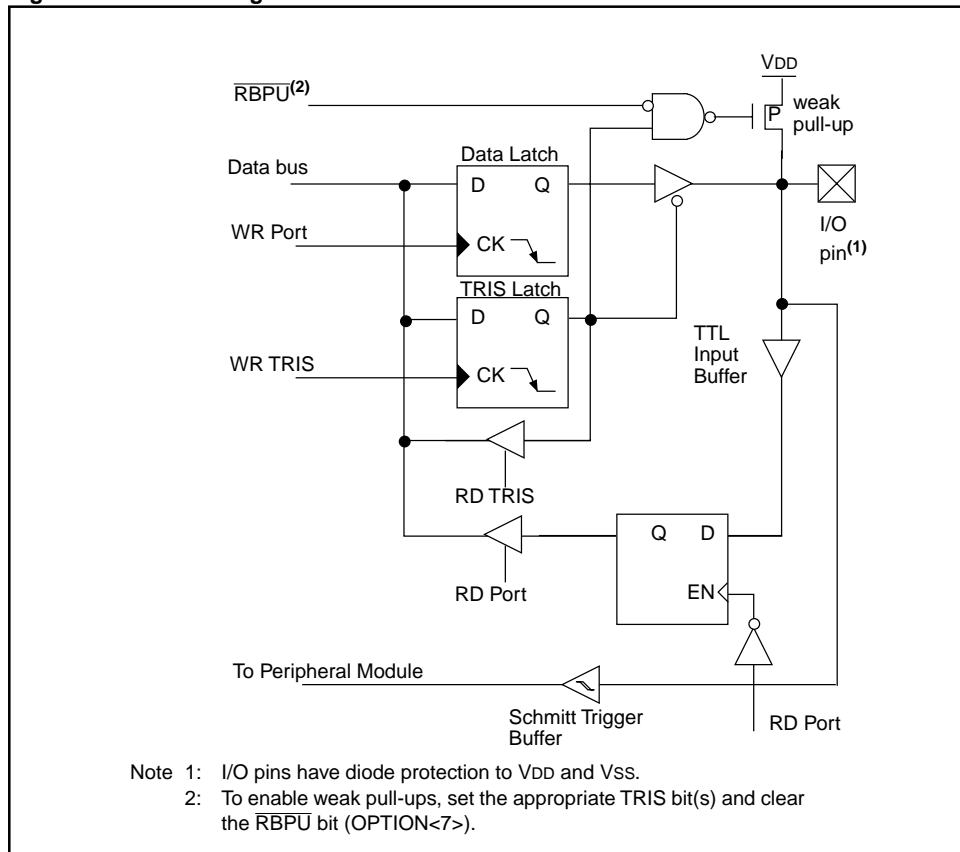 VDD
RBPU(2)
weak
pull-up
P
Data Latch
Data bus
D Q
I/O
pin(1)
WR Port
CK
TRIS Latch
D Q
TTL
Input
Buffer
WR TRIS
CK
RD TRIS
Q D
RD Port
EN
To Peripheral Module
Schmitt Trigger
Buffer
RD Port
Note 1: I/O pins have diode protection to VDD and VSS.
2: To enable weak pull-ups, set the appropriate TRIS bit(s) and clear
the RBPU bit (OPTION<7>).